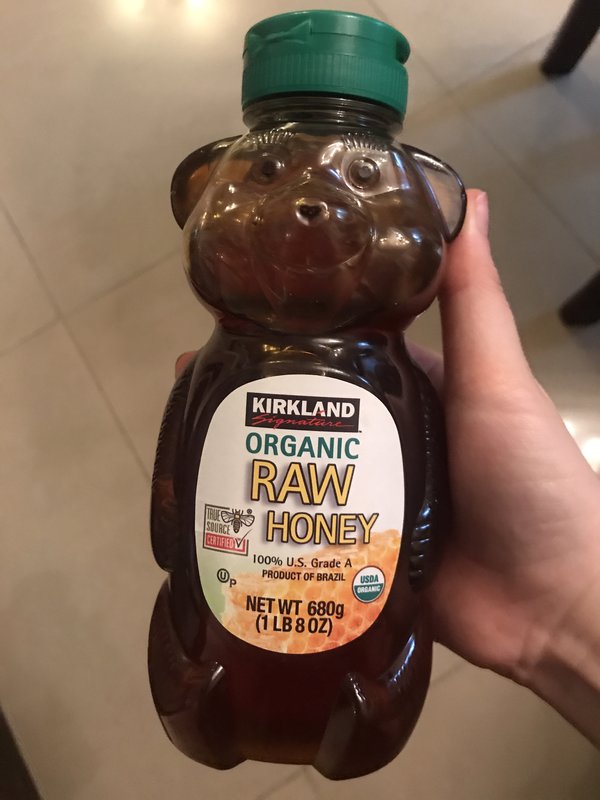 KIRKLAND
Signature
ORGANIC
RAW
HONEY
TRUE
SOURCE
CERTIFIED
100% U.S. Grade A
PRODUCT OF BRAZIL
U P
USDA
ORGANIC
NET WT 680g
(1 LB 8 OZ)